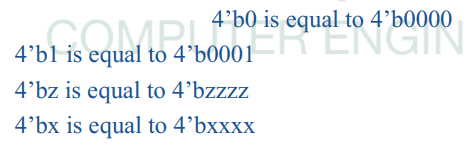 4’b0 is equal to 4’b0000
COMPUTER ENGIN
4’b1 is equal to 4’b0001
4’bz is equal to 4’bzzzz
4’bx is equal to 4’bxxxx